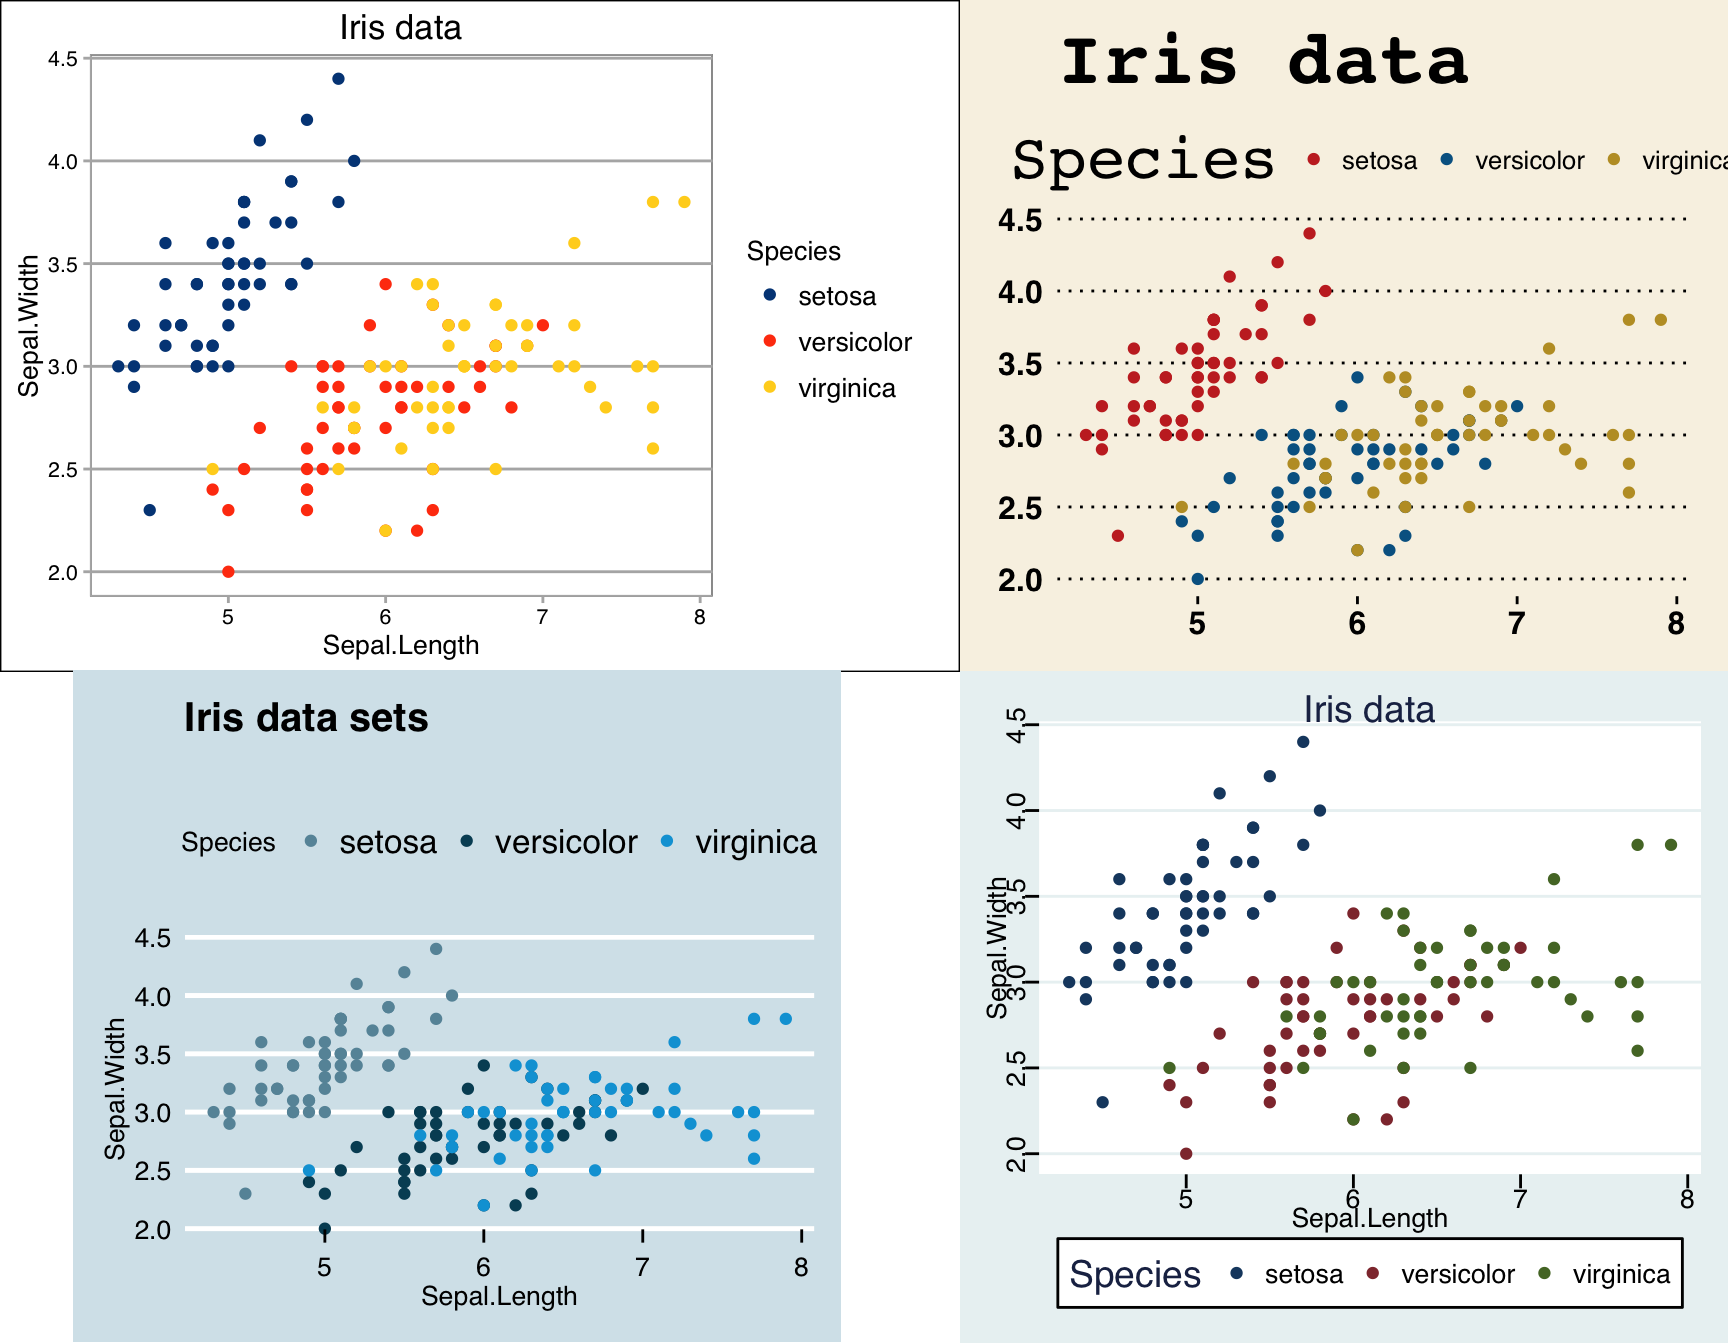 Iris data
4.5
4.0
3.5
3.0
2.5
2.0
Sepal.Width
5 6 7 8
Sepal.Length
Species
setosa
versicolor
virginica
Iris data
Species setosa versicolor virginica
4.5
4.0
3.5
3.0
2.5
2.0
5 6 7 8
Iris data sets
Species setosa versicolor virginica
4.5
4.0
3.5
3.0
2.5
2.0
Sepal.Width
5 6 7 8
Sepal.Length
Iris data
4.5
4.0
3.5
3.0
2.5
2.0
Sepal.Width
5 6 7 8
Sepal.Length
Species setosa versicolor virginica